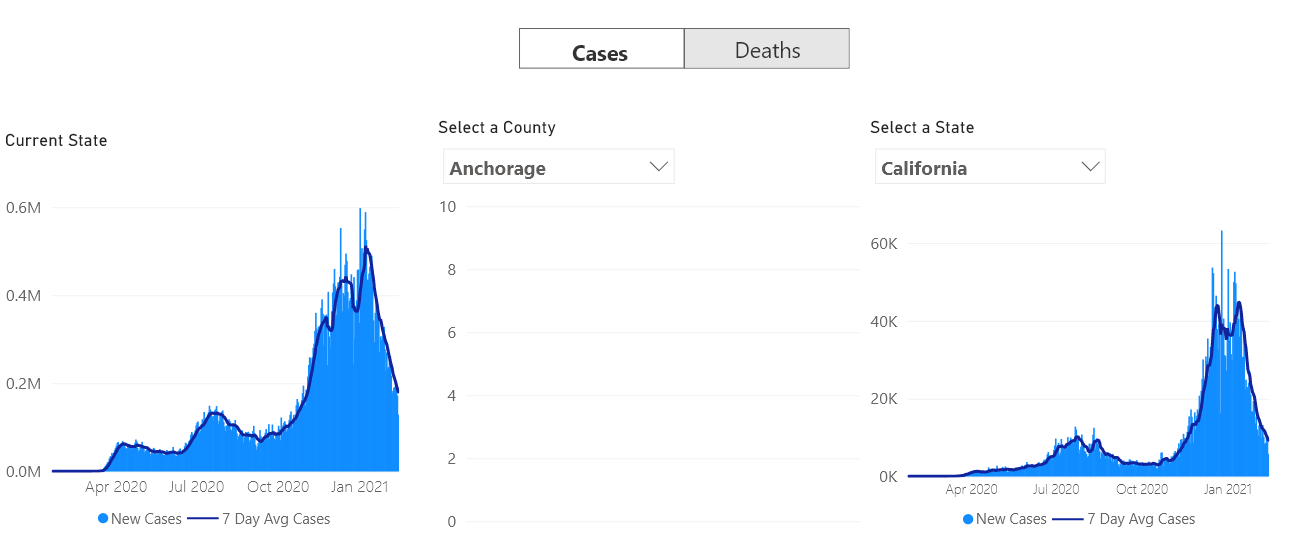 Cases Deaths
Current State
0.6M
0.4M
0.2M
0.0M
Apr 2020 Jul 2020 Oct 2020 Jan 2021
New Cases 7 Day Avg Cases
Select a County
Anchorage
10
8
6
4
2
0
Select a State
California
60K
40K
20K
0K
Apr 2020 Jul 2020 Oct 2020 Jan 2021
New Cases 7 Day Avg Cases